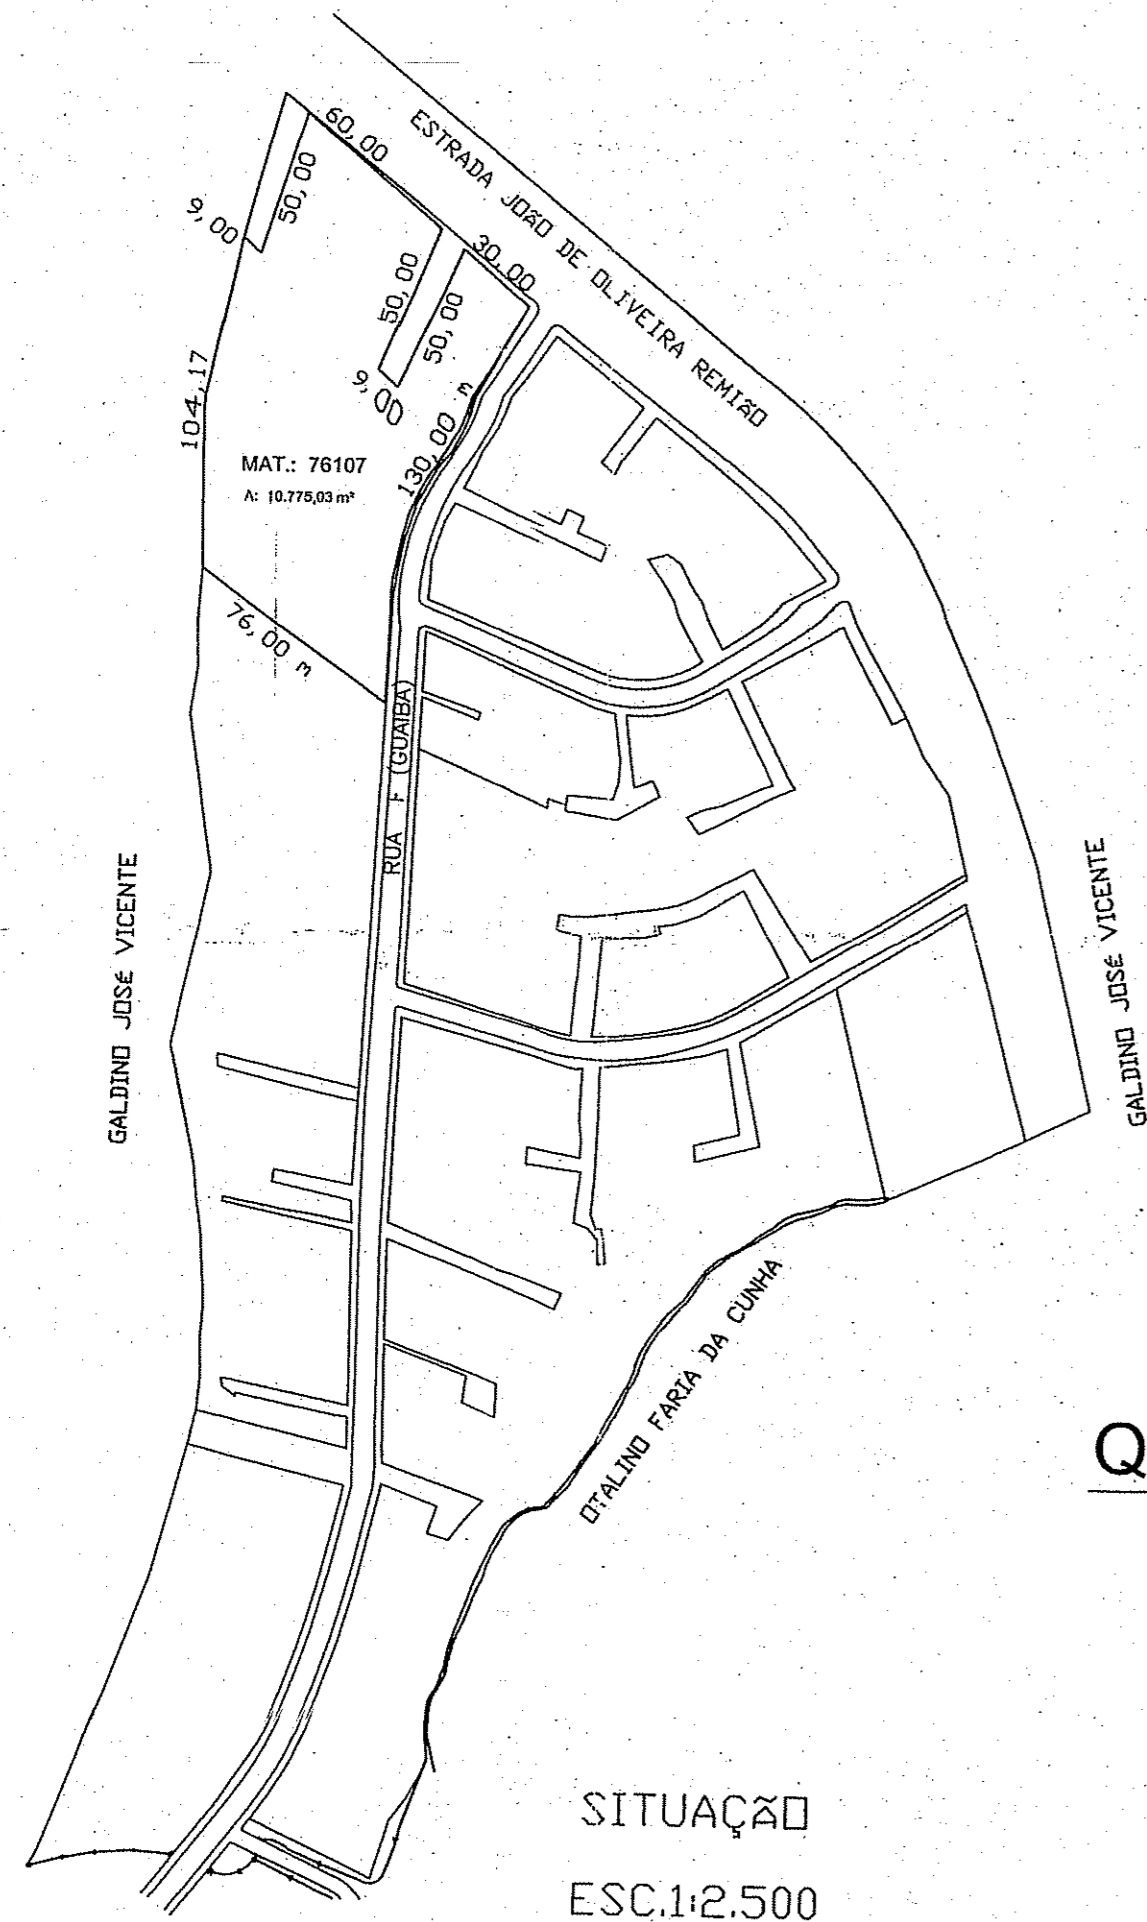 ESTRADA JOÃO DE OLIVEIRA REMIÃO
60,00
50,00
9,00
30,00
50,00
50,00
9,00
104,17
130,00 m
MAT.: 76107
A: 10.775,03 m²
76,00 m
RUA F (GUAIBA)
GALDINO JOSÉ VICENTE
GALDINO JOSÉ VICENTE
OTALINO FARIA DA CUNHA
Q
SITUAÇÃO
ESC.1:2.500